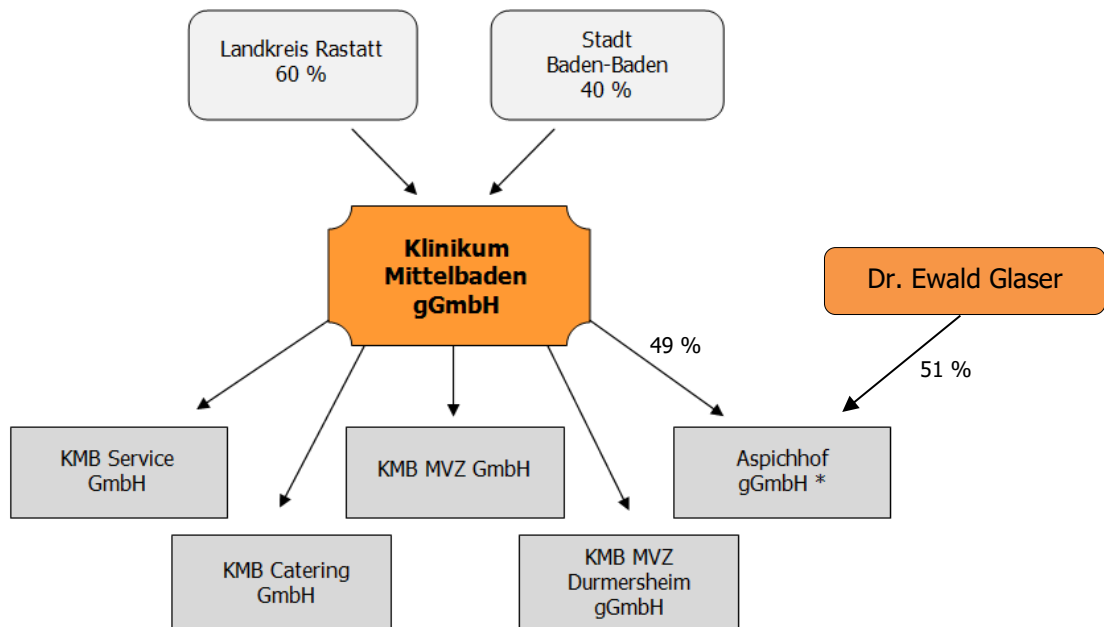 Landkreis Rastatt
60 %
Stadt
Baden-Baden
40 %
Klinikum
Mittelbaden
gGmbH
Dr. Ewald Glaser
49 %
51 %
KMB Service
GmbH
KMB MVZ GmbH
Aspichhof
gGmbH *
KMB Catering
GmbH
KMB MVZ
Durmersheim
gGmbH